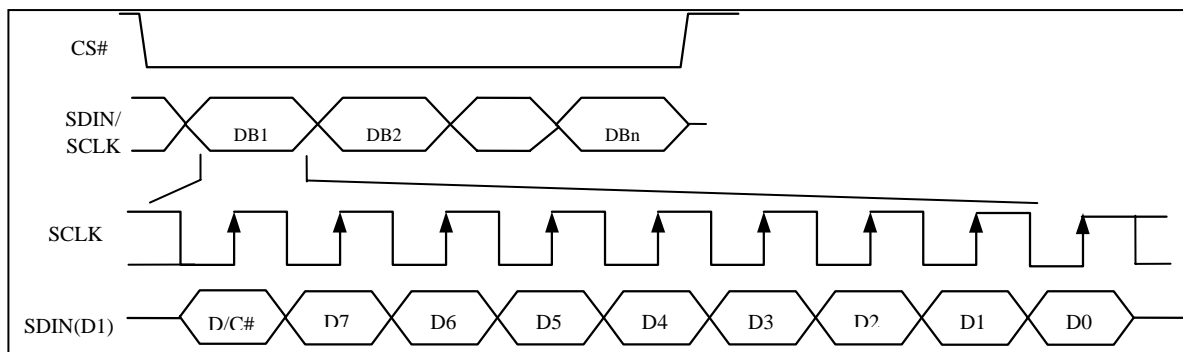 CS#
SDIN/
SCLK
DB1 DB2 DBn
SCLK
SDIN(D1) D/C# D7 D6 D5 D4 D3 D2 D1 D0